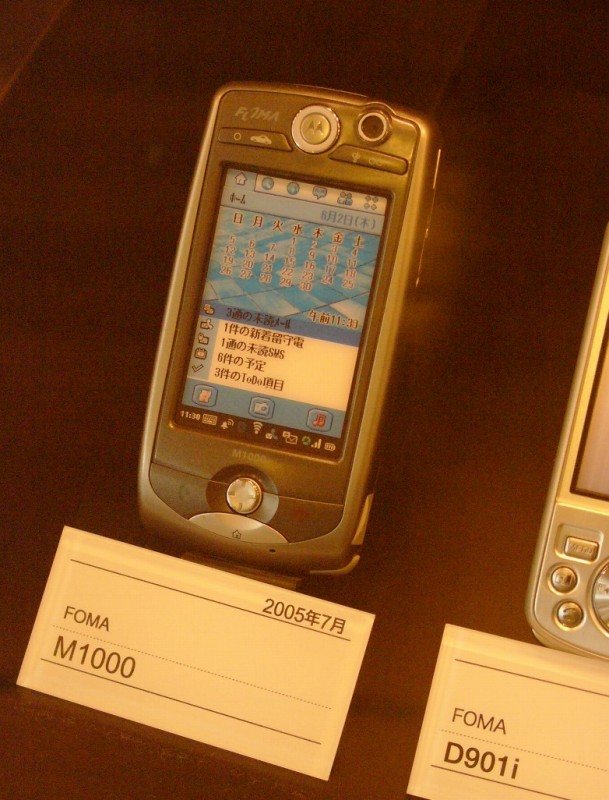 FOMA
ホーム
6月2日(木)
日 月 火 水 木 金 土
午前11:31
3通の未読メール
1件の新着留守電
1通の未読SMS
6件の予定
3件のToDo項目
M1000
2005年7月
FOMA
M1000
FOMA
D901i